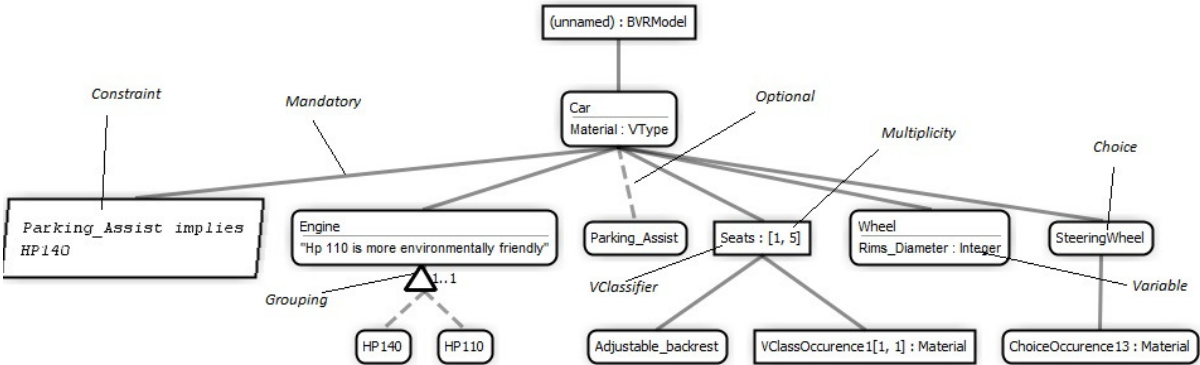 (unnamed) : BVRModel
Constraint
Mandatory
Car
Material : VType
Optional
Multiplicity
Choice
Parking_Assist implies
HP140
Engine
"Hp 110 is more environmentally friendly"
Parking_Assist
Seats : [1, 5]
Wheel
Rims_Diameter : Integer
SteeringWheel
1..1
Grouping
VClassifier
Variable
HP140
HP110
Adjustable_backrest
VClassOccurence1[1, 1] : Material
ChoiceOccurence13 : Material